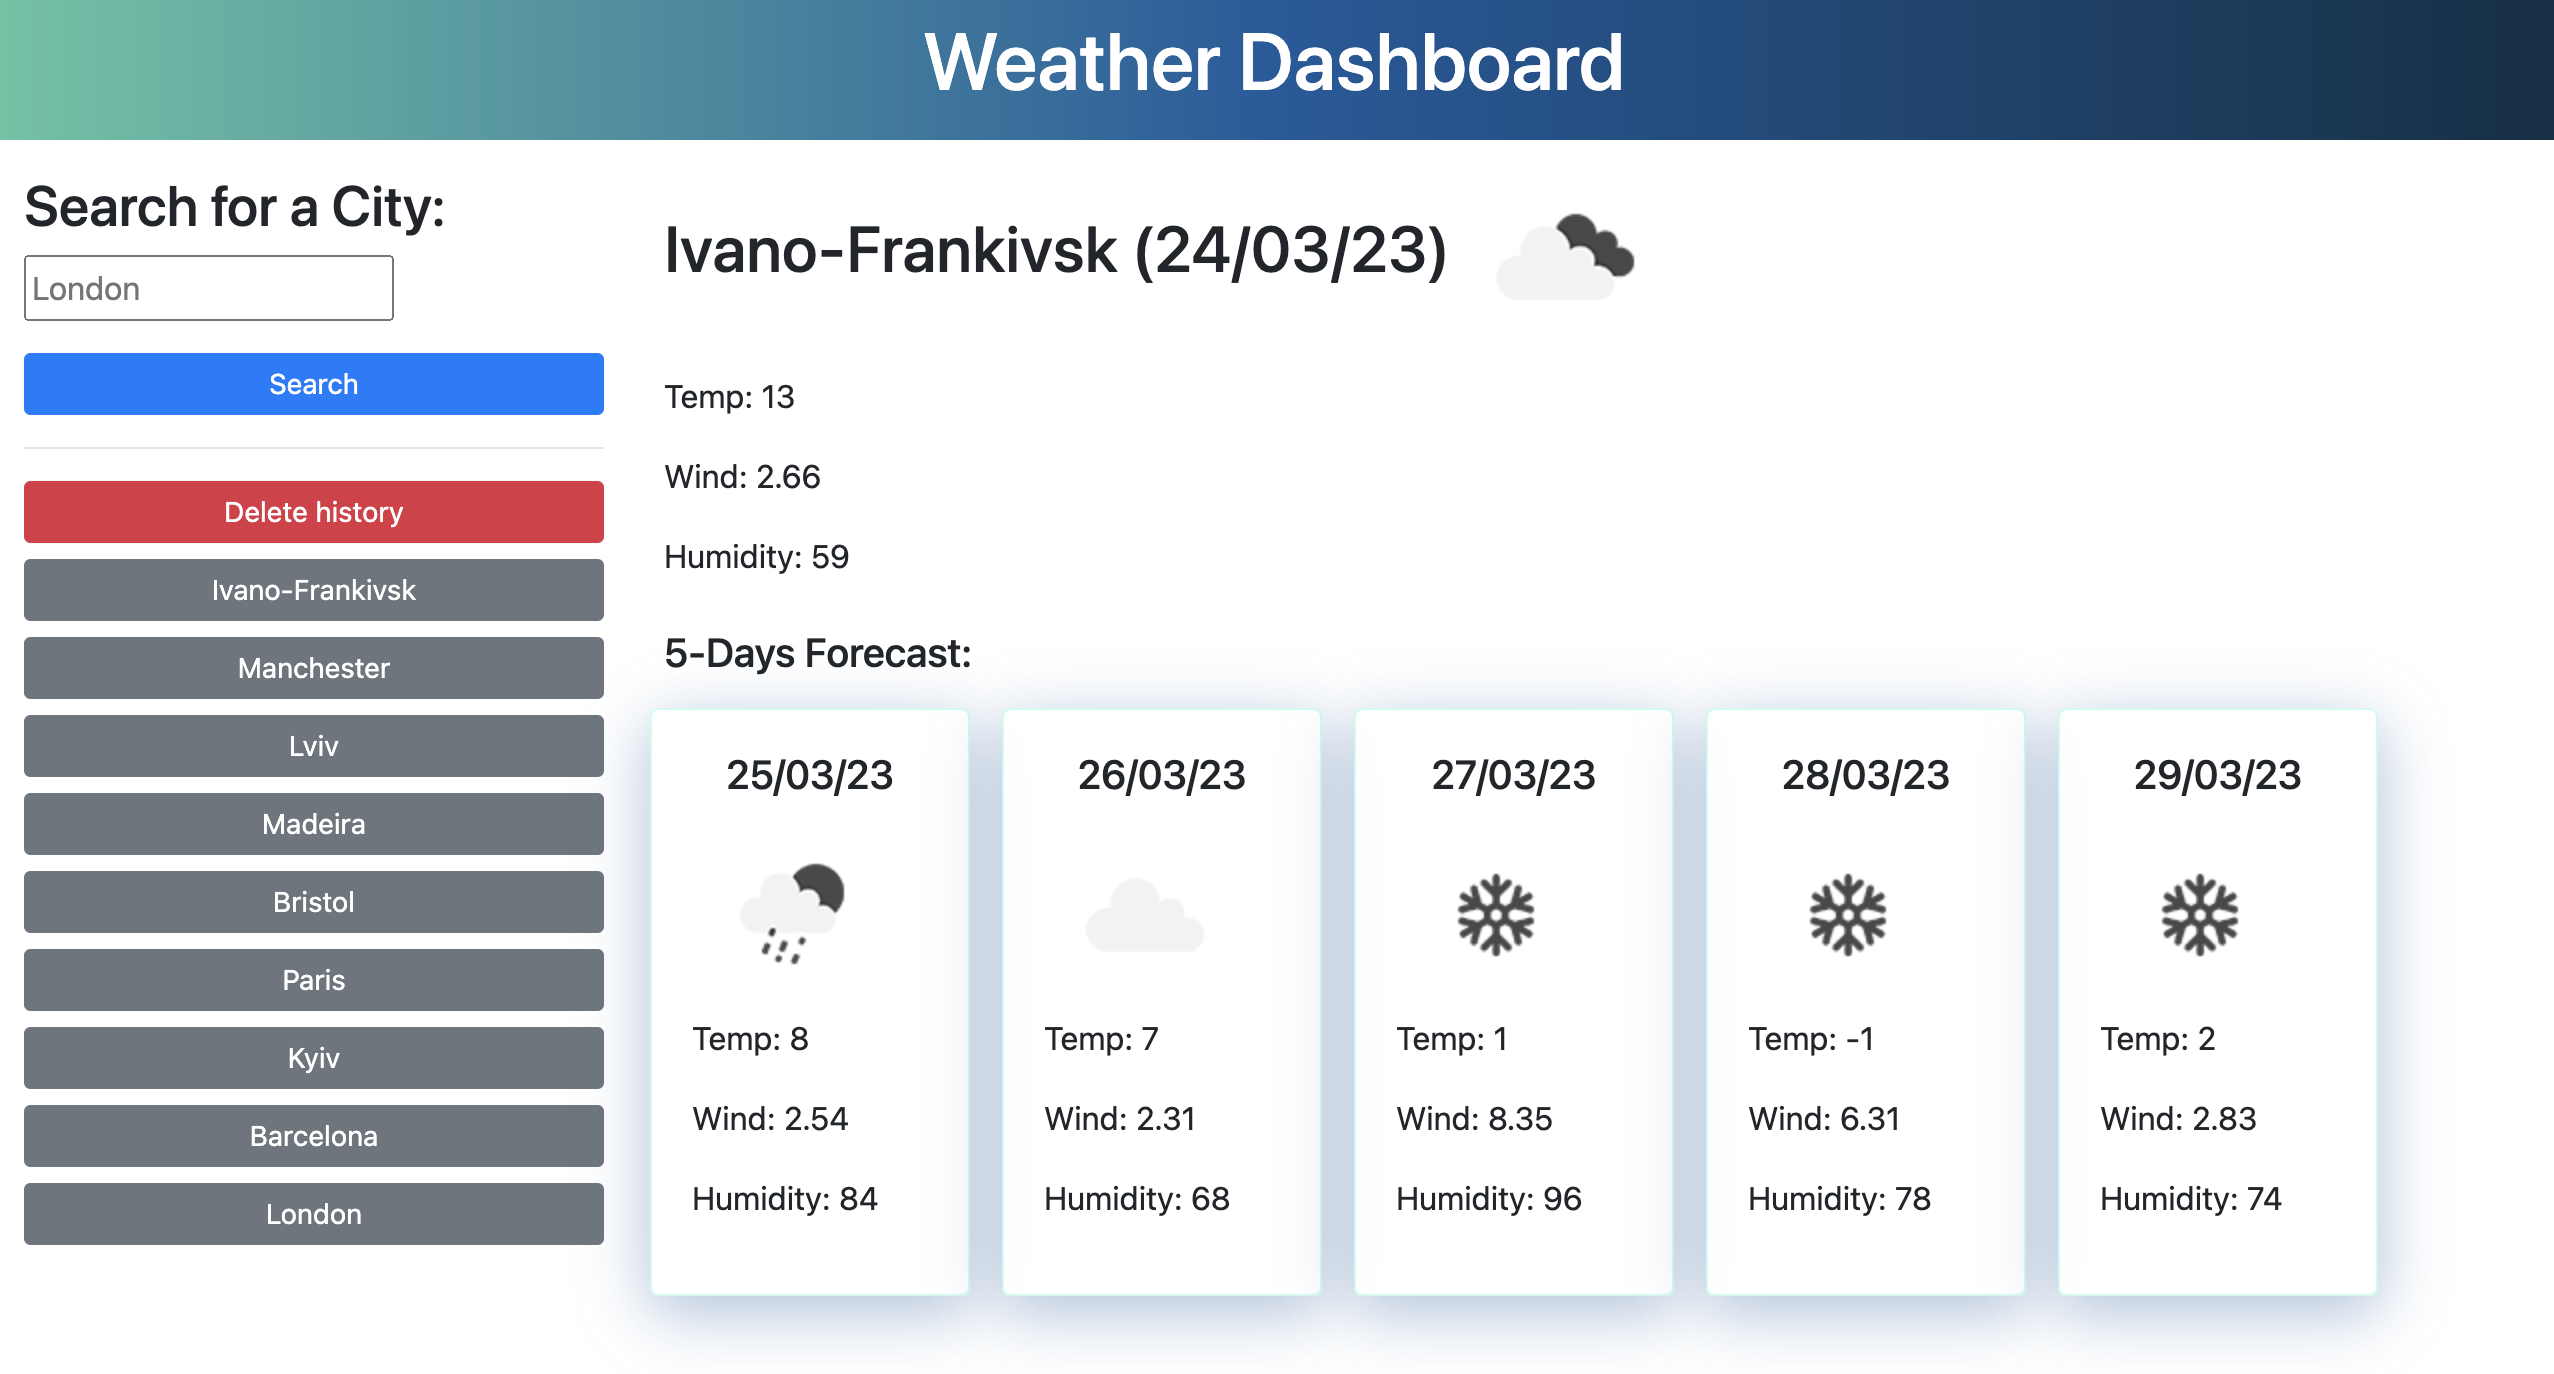 Weather Dashboard
Search for a City:
London
Search
Delete history
Ivano-Frankivsk
Manchester
Lviv
Madeira
Bristol
Paris
Kyiv
Barcelona
London
Ivano-Frankivsk (24/03/23)
Temp: 13
Wind: 2.66
Humidity: 59
5-Days Forecast:
25/03/23
Temp: 8
Wind: 2.54
Humidity: 84
26/03/23
Temp: 7
Wind: 2.31
Humidity: 68
27/03/23
Temp: 1
Wind: 8.35
Humidity: 96
28/03/23
Temp: -1
Wind: 6.31
Humidity: 78
29/03/23
Temp: 2
Wind: 2.83
Humidity: 74